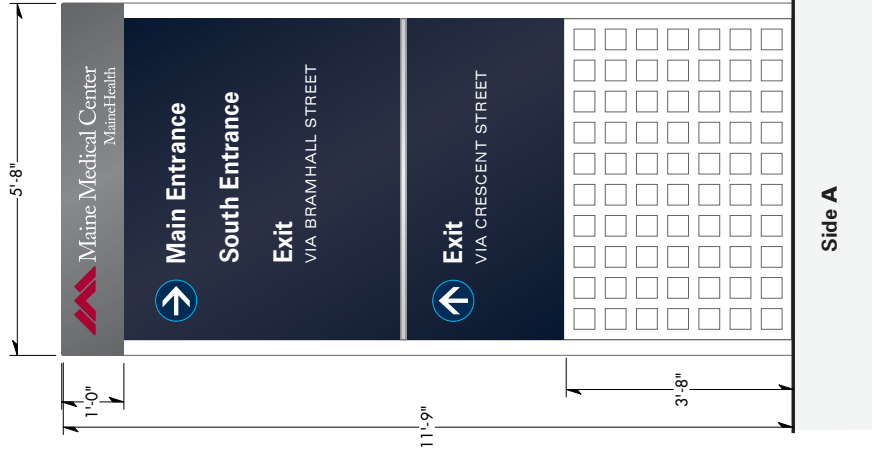 5'-8"
Maine Medical Center
MaineHealth
Main Entrance
South Entrance
Exit
VIA BRAMHALL STREET
Exit
VIA CRESCENT STREET
1'-0"
11'-9"
3'-8"
Side A